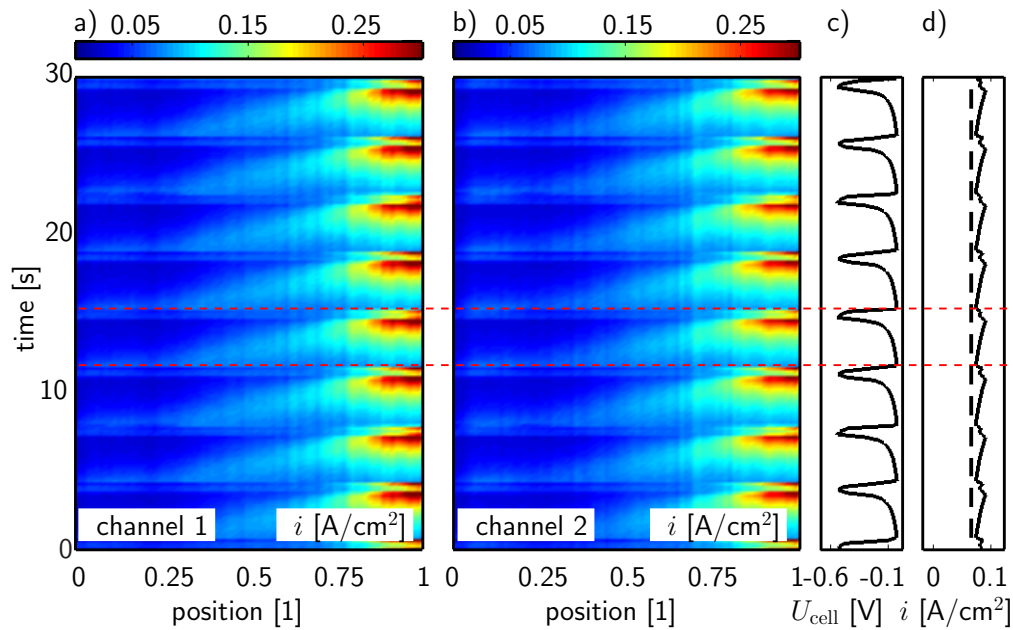 a) b) c) d)
0.05 0.15 0.25 0.05 0.15 0.25
30
20
10
0
time [s]
channel 1 i [A/cm²] channel 2 i [A/cm²]
0 0.25 0.5 0.75 1 0 0.25 0.5 0.75 1 -0.6 -0.1 0 0.1
position [1] position [1] U_cell [V] i [A/cm²]